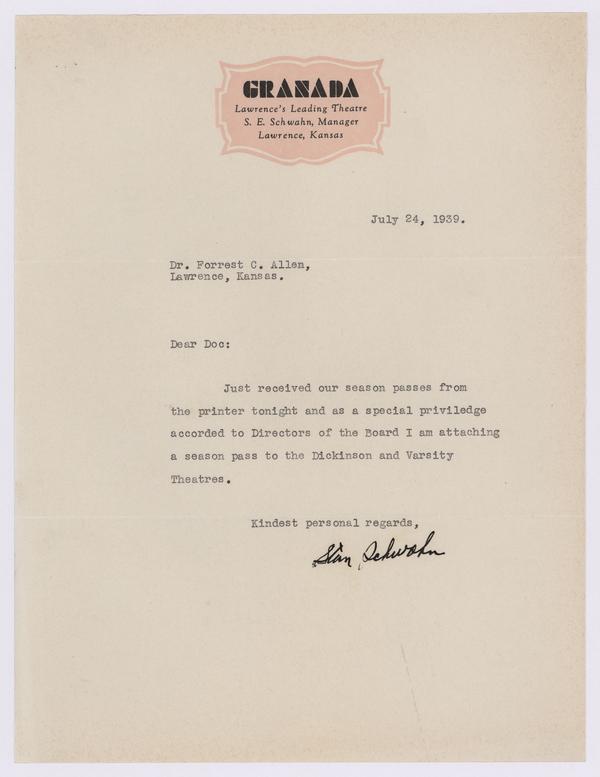 GRANADA
Lawrence's Leading Theatre
S. E. Schwahn, Manager
Lawrence, Kansas
July 24, 1939.
Dr. Forrest C. Allen,
Lawrence, Kansas.
Dear Doc:
Just received our season passes from
the printer tonight and as a special priviledge
accorded to Directors of the Board I am attaching
a season pass to the Dickinson and Varsity
Theatres.
Kindest personal regards,
Stan Schwahn